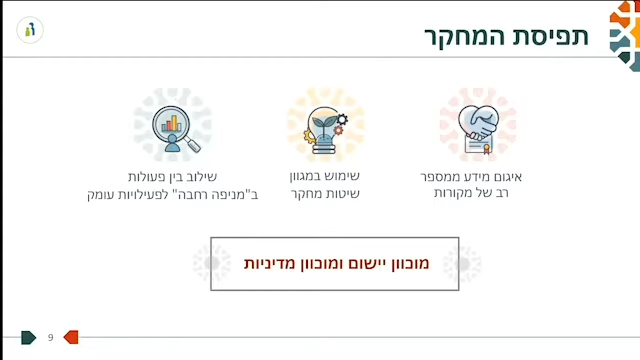 תפיסת המחקר
איגום מידע ממספר
רב של מקורות
שימוש במגוון
שיטות מחקר
שילוב בין פעולות
ב"מניפה רחבה" לפעילויות עומק
מוכוון יישום ומוכוון מדיניות
9